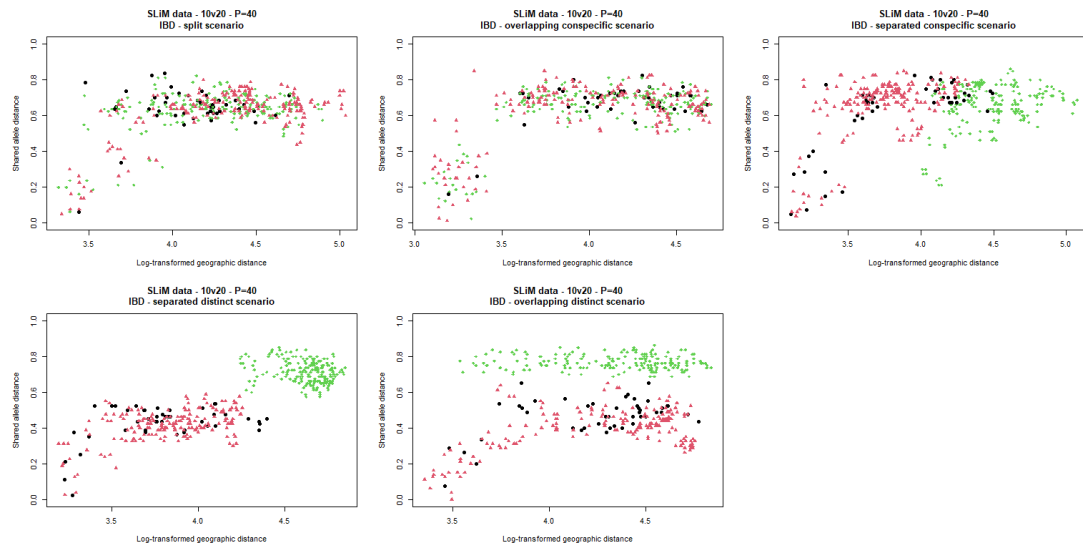 SLiM data - 10v20 - P=40
IBD - split scenario
Shared allele distance
1.0
0.8
0.6
0.4
0.2
0.0
3.5 4.0 4.5 5.0
Log-transformed geographic distance
SLiM data - 10v20 - P=40
IBD - overlapping conspecific scenario
Shared allele distance
1.0
0.8
0.6
0.4
0.2
0.0
3.0 3.5 4.0 4.5
Log-transformed geographic distance
SLiM data - 10v20 - P=40
IBD - separated conspecific scenario
Shared allele distance
1.0
0.8
0.6
0.4
0.2
0.0
3.5 4.0 4.5 5.0
Log-transformed geographic distance
SLiM data - 10v20 - P=40
IBD - separated distinct scenario
Shared allele distance
1.0
0.8
0.6
0.4
0.2
0.0
3.5 4.0 4.5
Log-transformed geographic distance
SLiM data - 10v20 - P=40
IBD - overlapping distinct scenario
Shared allele distance
1.0
0.8
0.6
0.4
0.2
0.0
3.5 4.0 4.5
Log-transformed geographic distance